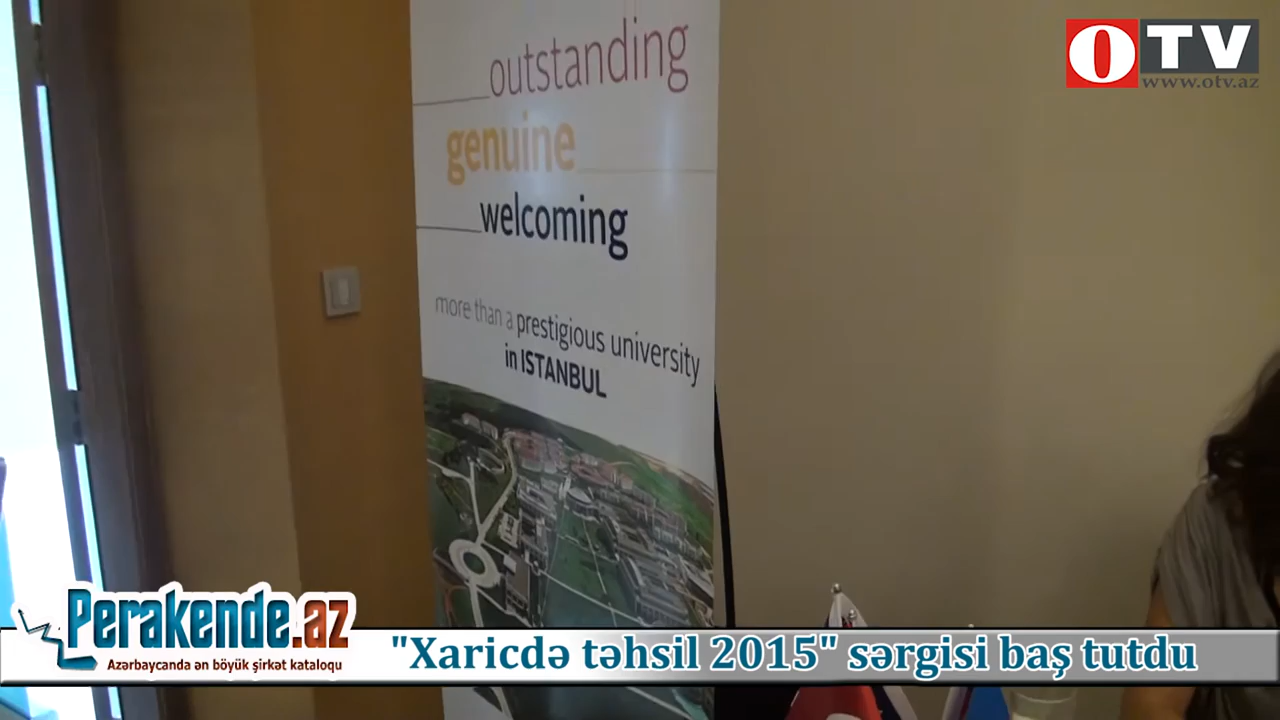 outstanding
genuine
welcoming
more than a prestigious university
in ISTANBUL
OTV
www.otv.az
Perakende.az
Azərbaycanda ən böyük şirkət kataloqu
"Xaricdə təhsil 2015" sərgisi baş tutdu